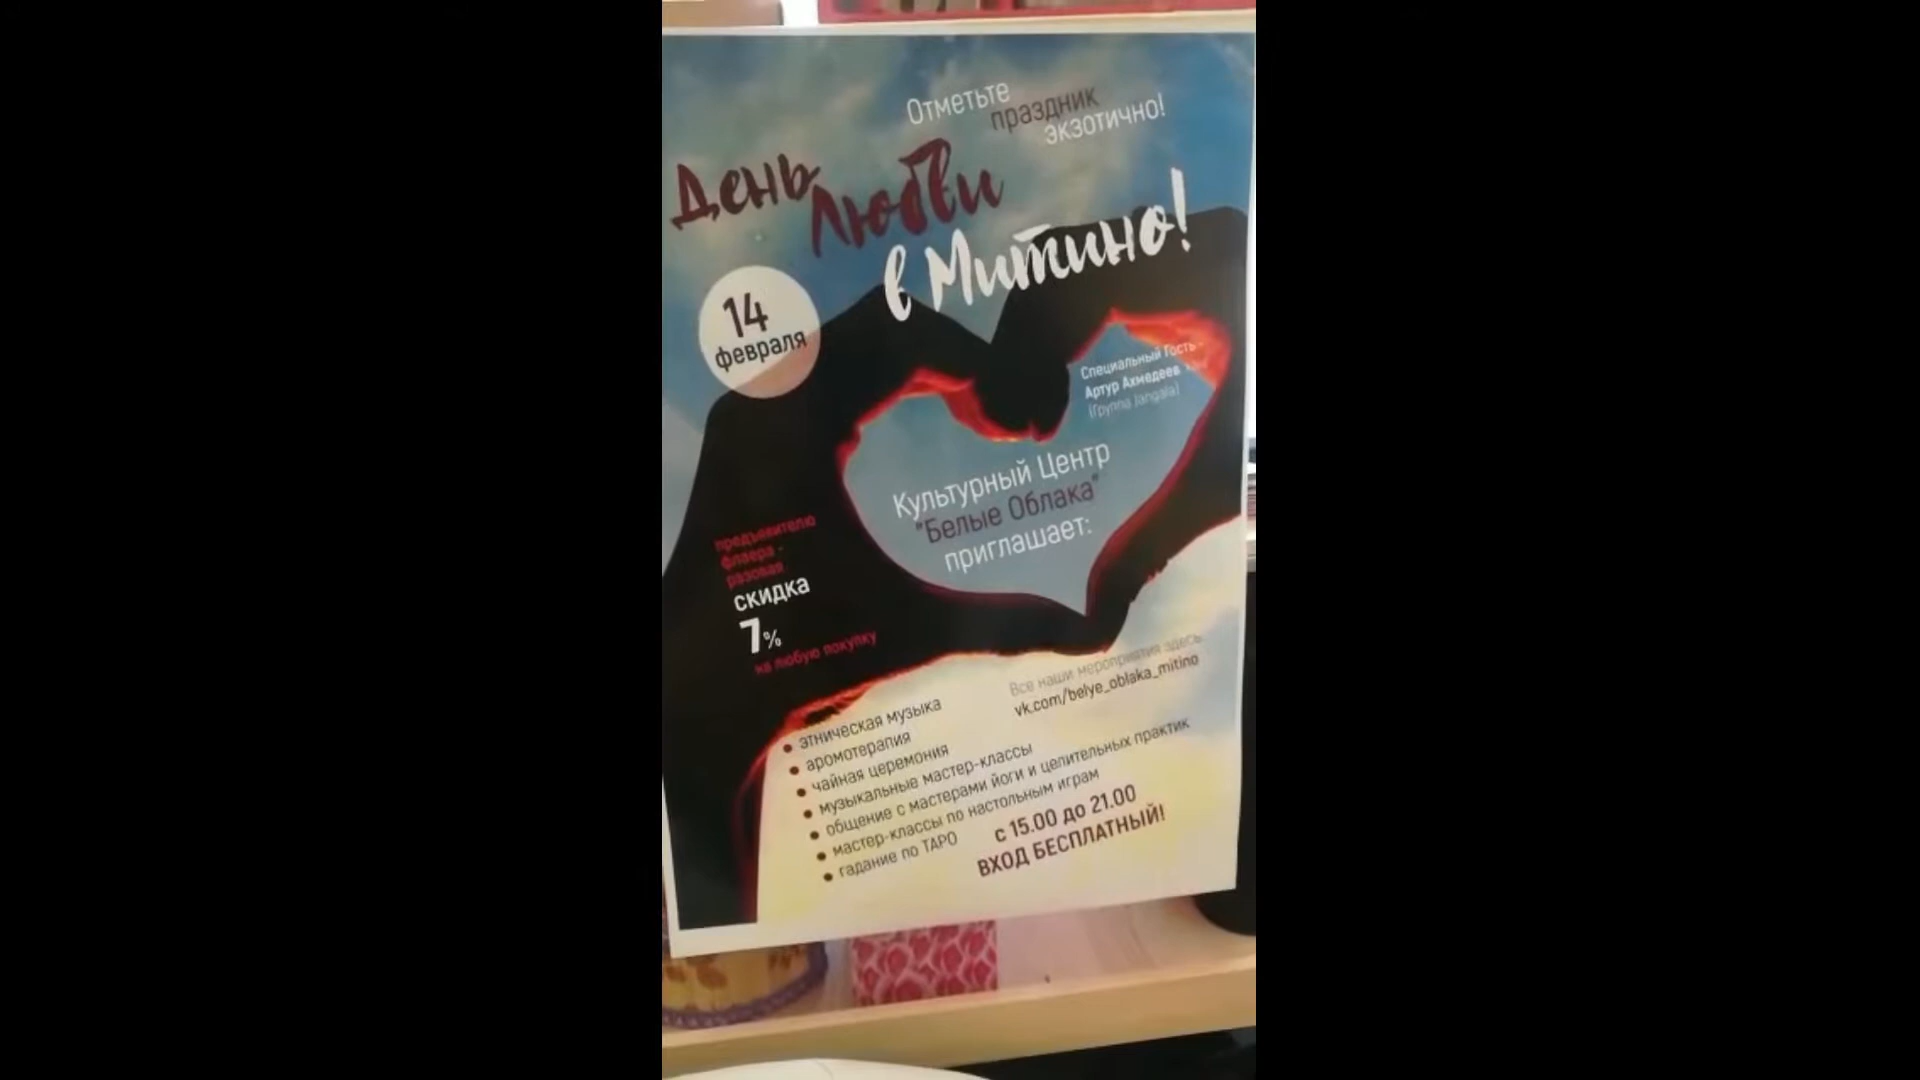 Отметьте
праздник
экзотично!
День
Любви
в Митино!
14
февраля
Специальный Гость -
Артур Ахмедеев
(Группа Jangala)
Культурный Центр
"Белые Облака"
приглашает:
предъявителю
флаера -
разовая
скидка
7%
на любую покупку
Все наши мероприятия здесь
vk.com/belye_oblaka_mitino
этническая музыка
аромотерапия
чайная церемония
музыкальные мастер-классы
общение с мастерами йоги и целительных практик
мастер-классы по настольным играм
гадание по ТАРО
с 15.00 до 21.00
ВХОД БЕСПЛАТНЫЙ!